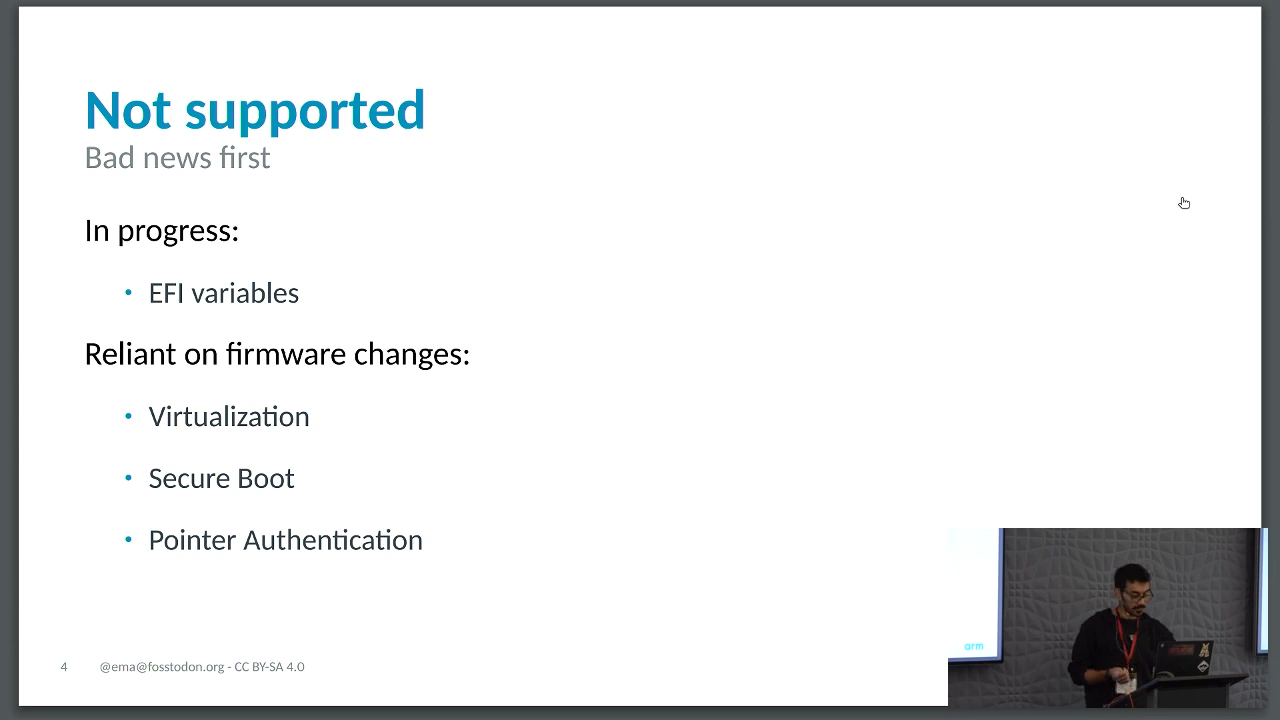 Not supported
Bad news first
In progress:
• EFI variables
Reliant on firmware changes:
• Virtualization
• Secure Boot
• Pointer Authentication
4 @ema@fosstodon.org - CC BY-SA 4.0
arm